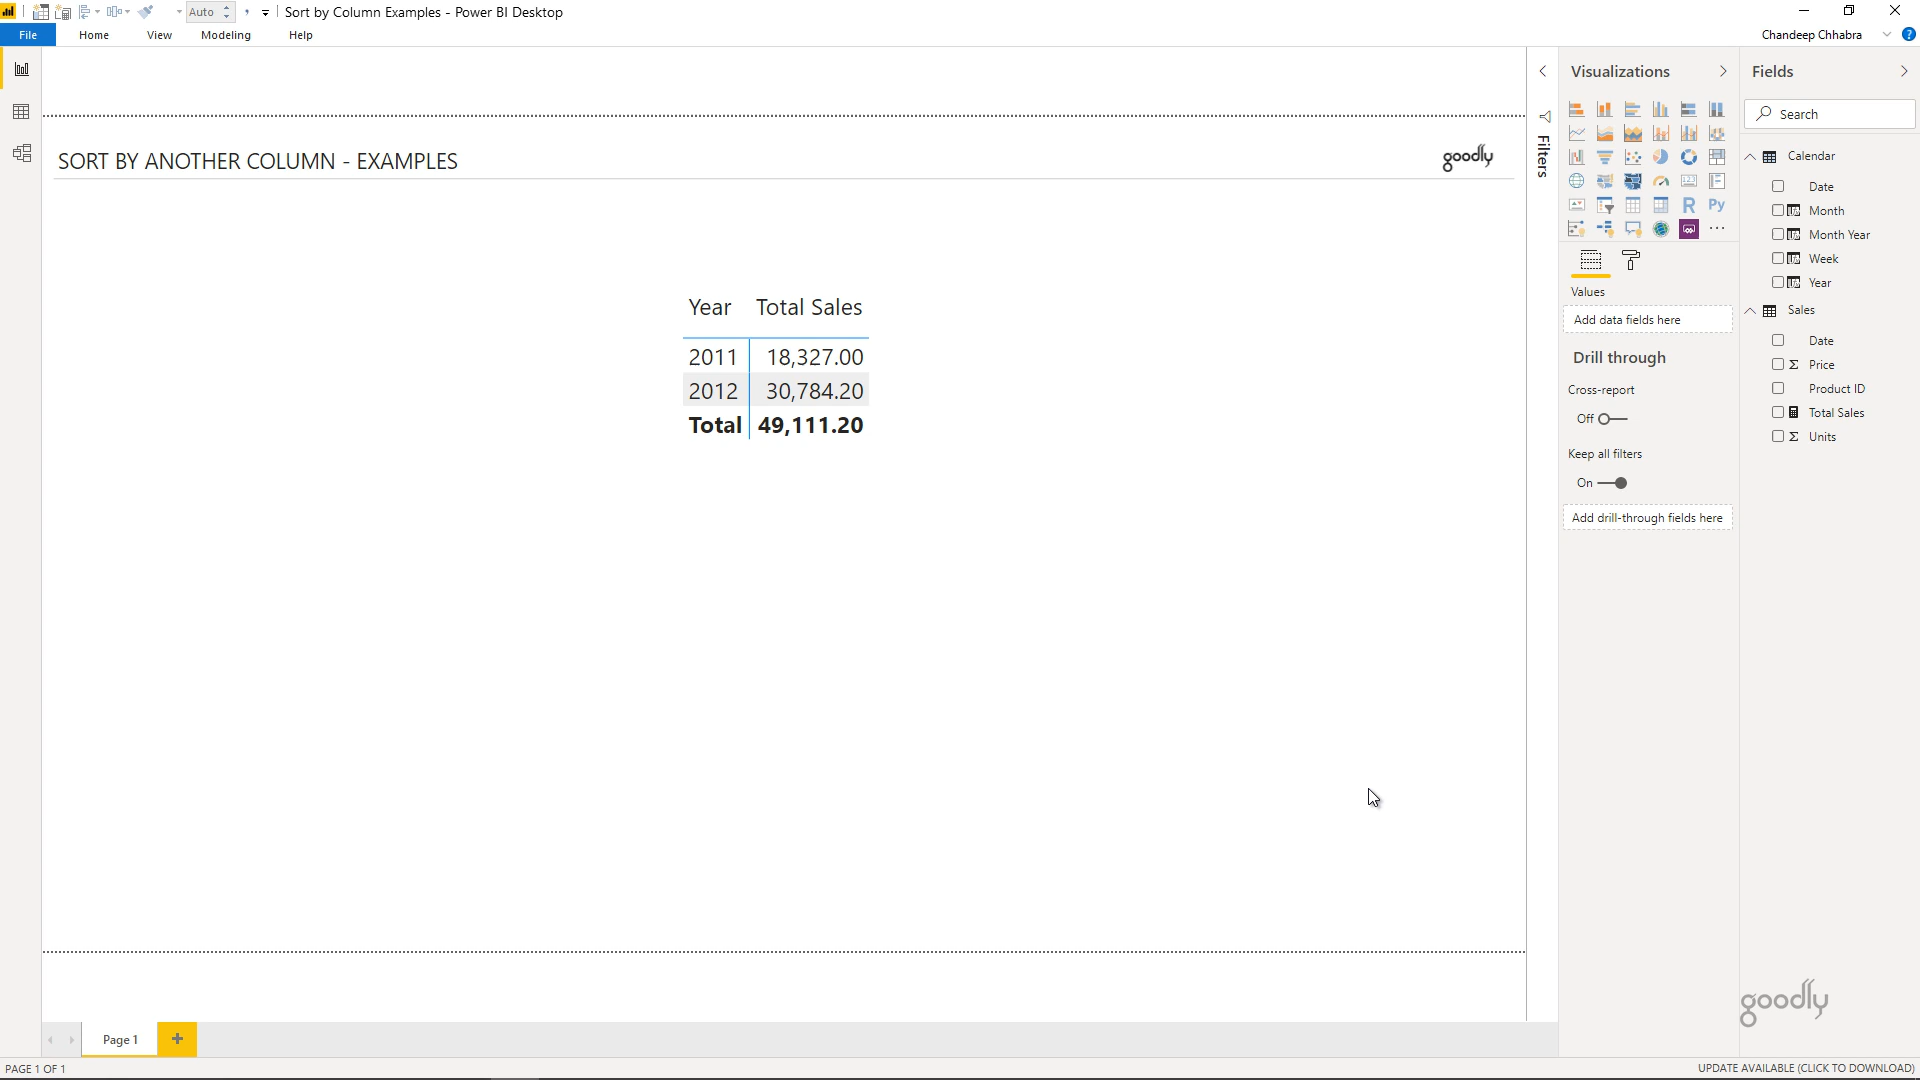 Auto
Sort by Column Examples - Power BI Desktop
File
Home
View
Modeling
Help
Chandeep Chhabra
?
SORT BY ANOTHER COLUMN - EXAMPLES
goodly
Year Total Sales
2011 18,327.00
2012 30,784.20
Total 49,111.20
Filters
Visualizations
R
Py
123
Values
Add data fields here
Drill through
Cross-report
Off
Keep all filters
On
Add drill-through fields here
Fields
Search
Calendar
Date
Month
Month Year
Week
Year
Sales
Date
Σ Price
Product ID
Total Sales
Σ Units
goodly
Page 1
+
PAGE 1 OF 1
UPDATE AVAILABLE (CLICK TO DOWNLOAD)